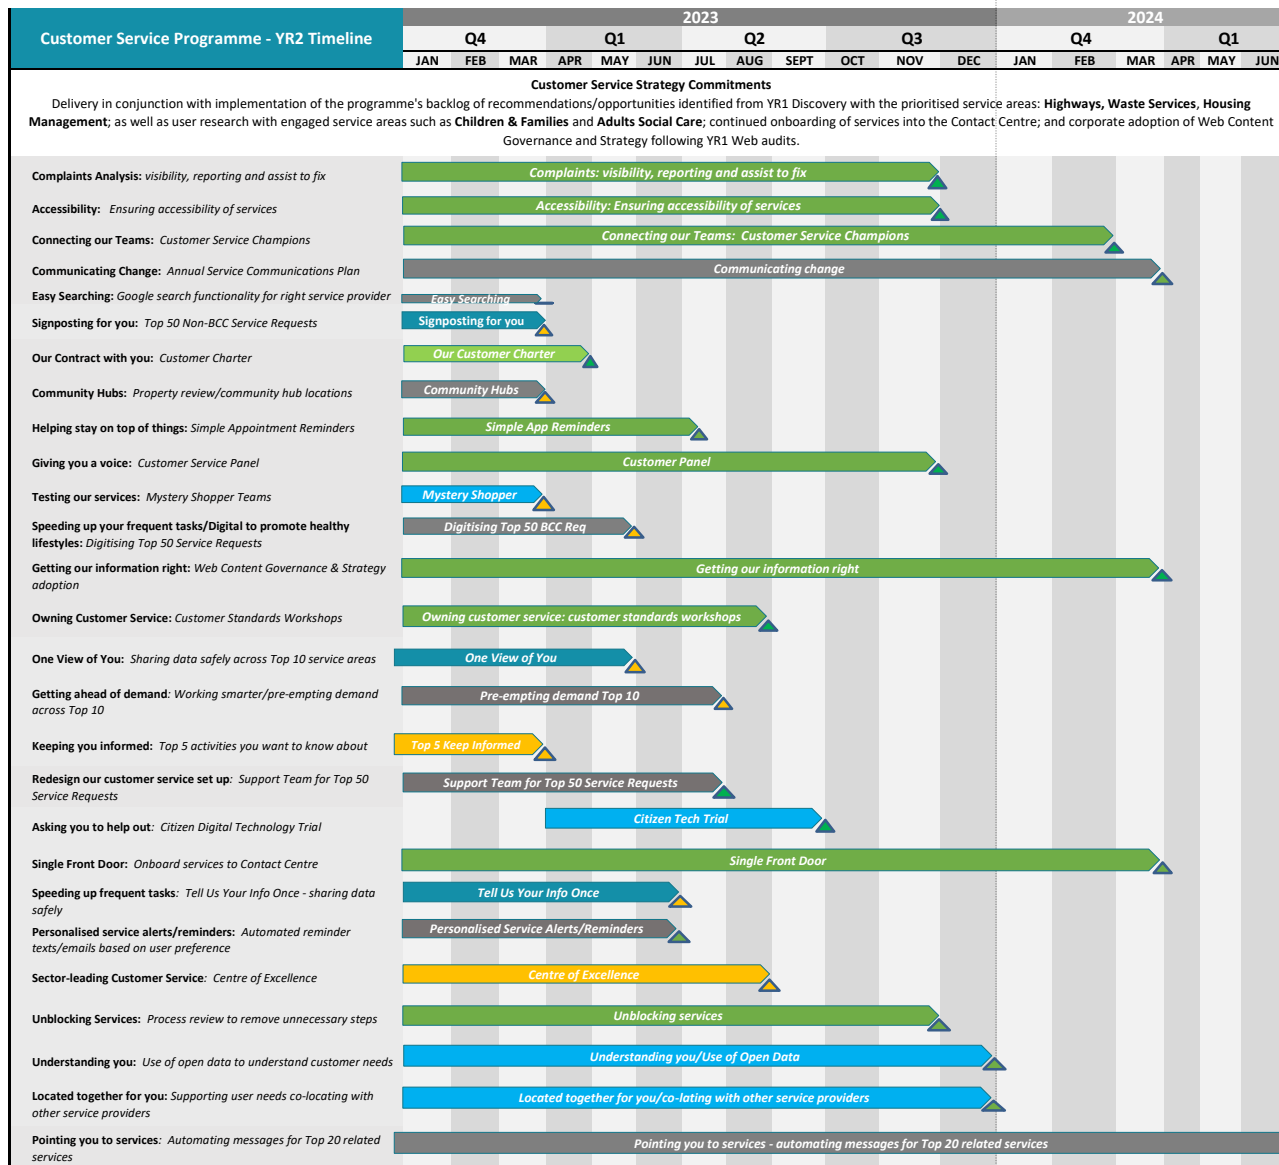 Customer Service Programme - YR2 Timeline
2023
2024
Q4
Q1
Q2
Q3
Q4
Q1
JAN
FEB
MAR
APR
MAY
JUN
JUL
AUG
SEPT
OCT
NOV
DEC
JAN
FEB
MAR
APR
MAY
JUN
Customer Service Strategy Commitments
Delivery in conjunction with implementation of the programme's backlog of recommendations/opportunities identified from YR1 Discovery with the prioritised service areas: Highways, Waste Services, Housing
Management; as well as user research with engaged service areas such as Children & Families and Adults Social Care; continued onboarding of services into the Contact Centre; and corporate adoption of Web Content
Governance and Strategy following YR1 Web audits.
Complaints Analysis: visibility, reporting and assist to fix
Complaints: visibility, reporting and assist to fix
Accessibility: Ensuring accessibility of services
Accessibility: Ensuring accessibility of services
Connecting our Teams: Customer Service Champions
Connecting our Teams: Customer Service Champions
Communicating Change: Annual Service Communications Plan
Communicating change
Easy Searching: Google search functionality for right service provider
Easy Searching
Signposting for you: Top 50 Non-BCC Service Requests
Signposting for you
Our Contract with you: Customer Charter
Our Customer Charter
Community Hubs: Property review/community hub locations
Community Hubs
Helping stay on top of things: Simple Appointment Reminders
Simple App Reminders
Giving you a voice: Customer Service Panel
Customer Panel
Testing our services: Mystery Shopper Teams
Mystery Shopper
Speeding up your frequent tasks/Digital to promote healthy
lifestyles: Digitising Top 50 Service Requests
Digitising Top 50 BCC Req
Getting our information right: Web Content Governance & Strategy
adoption
Getting our information right
Owning Customer Service: Customer Standards Workshops
Owning customer service: customer standards workshops
One View of You: Sharing data safely across Top 10 service areas
One View of You
Getting ahead of demand: Working smarter/pre-empting demand
across Top 10
Pre-empting demand Top 10
Keeping you informed: Top 5 activities you want to know about
Top 5 Keep Informed
Redesign our customer service set up: Support Team for Top 50
Service Requests
Support Team for Top 50 Service Requests
Asking you to help out: Citizen Digital Technology Trial
Citizen Tech Trial
Single Front Door: Onboard services to Contact Centre
Single Front Door
Speeding up frequent tasks: Tell Us Your Info Once - sharing data
safely
Tell Us Your Info Once
Personalised service alerts/reminders: Automated reminder
texts/emails based on user preference
Personalised Service Alerts/Reminders
Sector-leading Customer Service: Centre of Excellence
Centre of Excellence
Unblocking Services: Process review to remove unnecessary steps
Unblocking services
Understanding you: Use of open data to understand customer needs
Understanding you/Use of Open Data
Located together for you: Supporting user needs co-locating with
other service providers
Located together for you/co-lating with other service providers
Pointing you to services: Automating messages for Top 20 related
services
Pointing you to services - automating messages for Top 20 related services